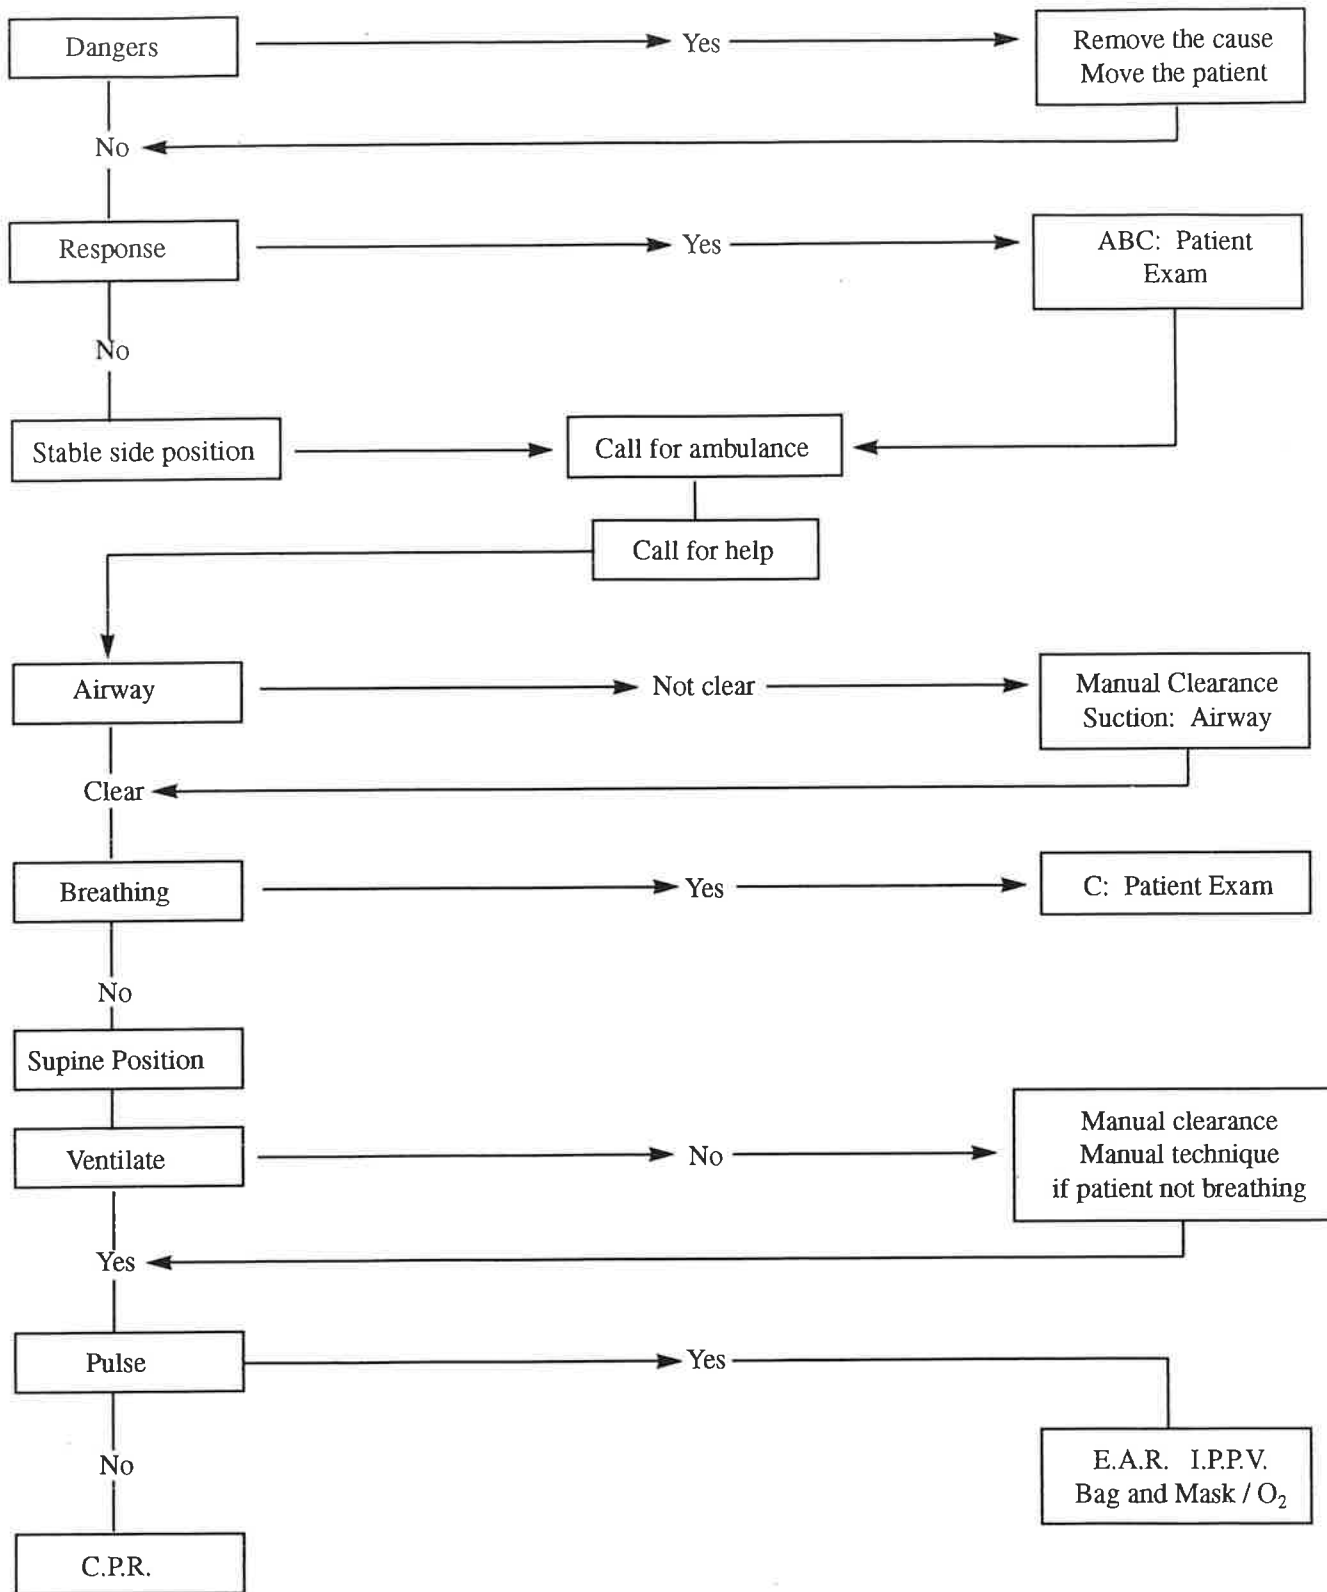 Dangers
Yes
Remove the cause
Move the patient
No
Response
Yes
ABC: Patient
Exam
No
Stable side position
Call for ambulance
Call for help
Airway
Not clear
Manual Clearance
Suction: Airway
Clear
Breathing
Yes
C: Patient Exam
No
Supine Position
Ventilate
No
Manual clearance
Manual technique
if patient not breathing
Yes
Pulse
Yes
No
E.A.R. I.P.P.V.
Bag and Mask / O₂
C.P.R.